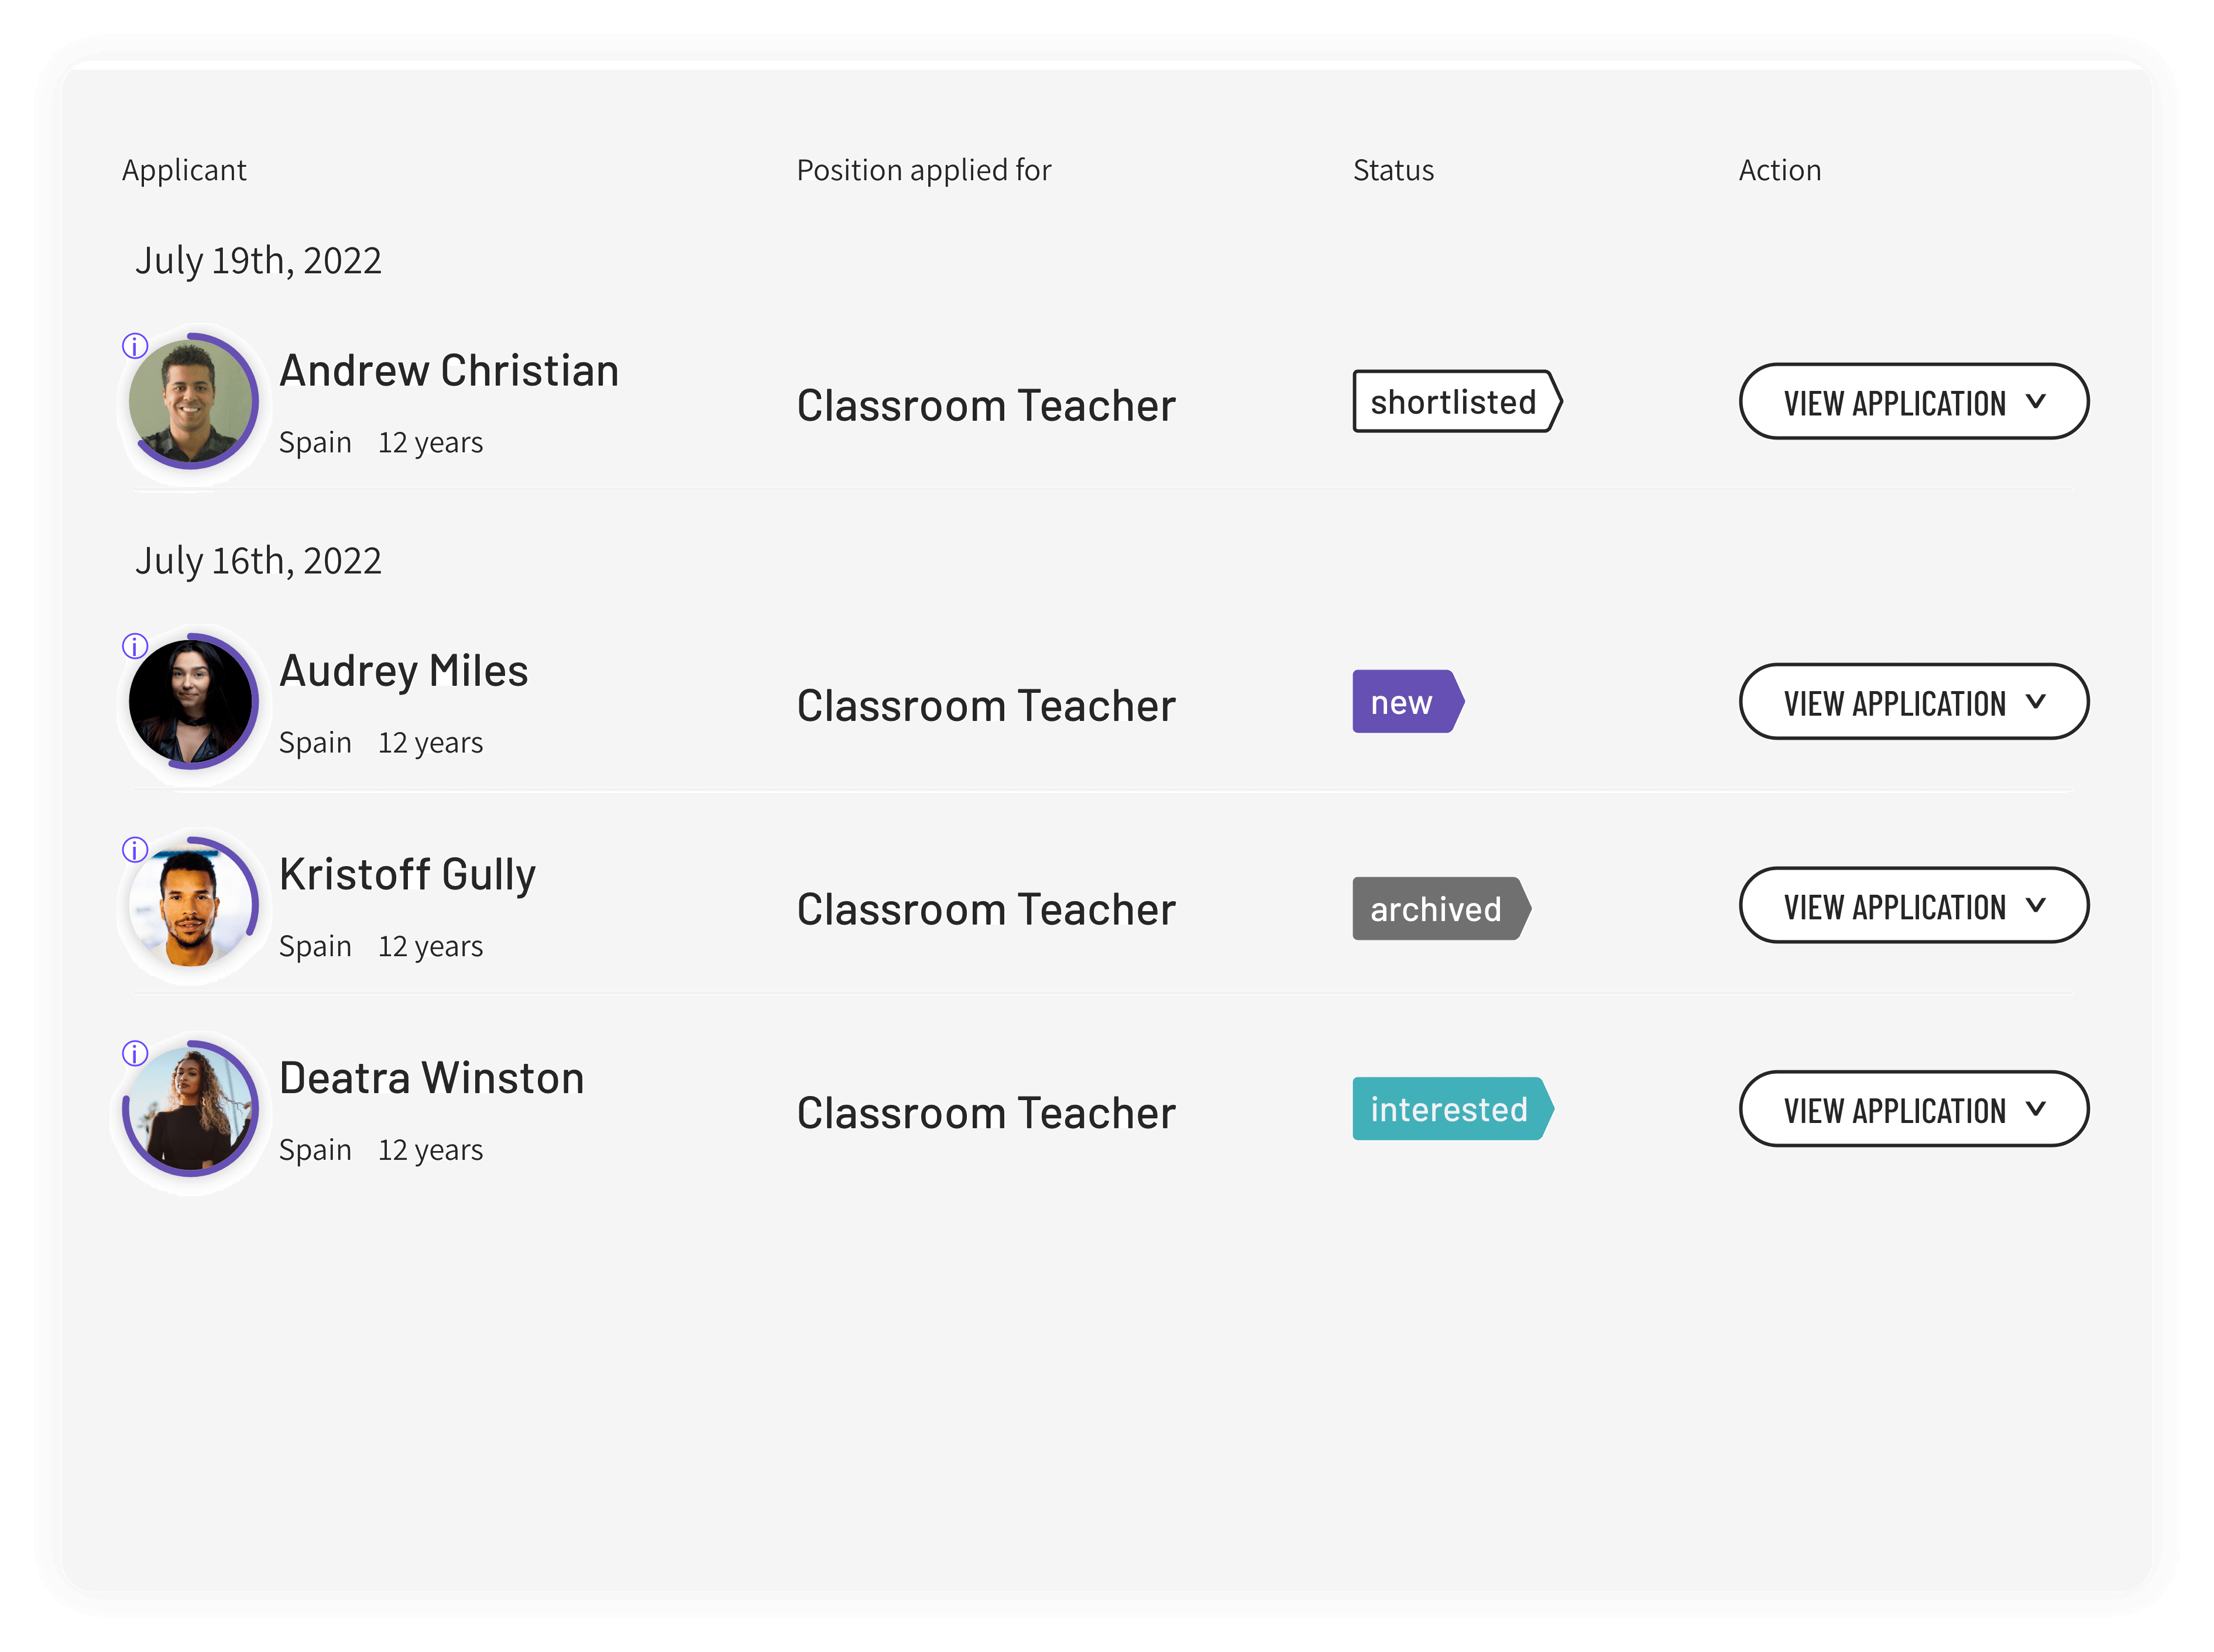 Applicant Position applied for Status Action
July 19th, 2022
Andrew Christian
Spain 12 years
Classroom Teacher
shortlisted
VIEW APPLICATION
July 16th, 2022
Audrey Miles
Spain 12 years
Classroom Teacher
new
VIEW APPLICATION
Kristoff Gully
Spain 12 years
Classroom Teacher
archived
VIEW APPLICATION
Deatra Winston
Spain 12 years
Classroom Teacher
interested
VIEW APPLICATION